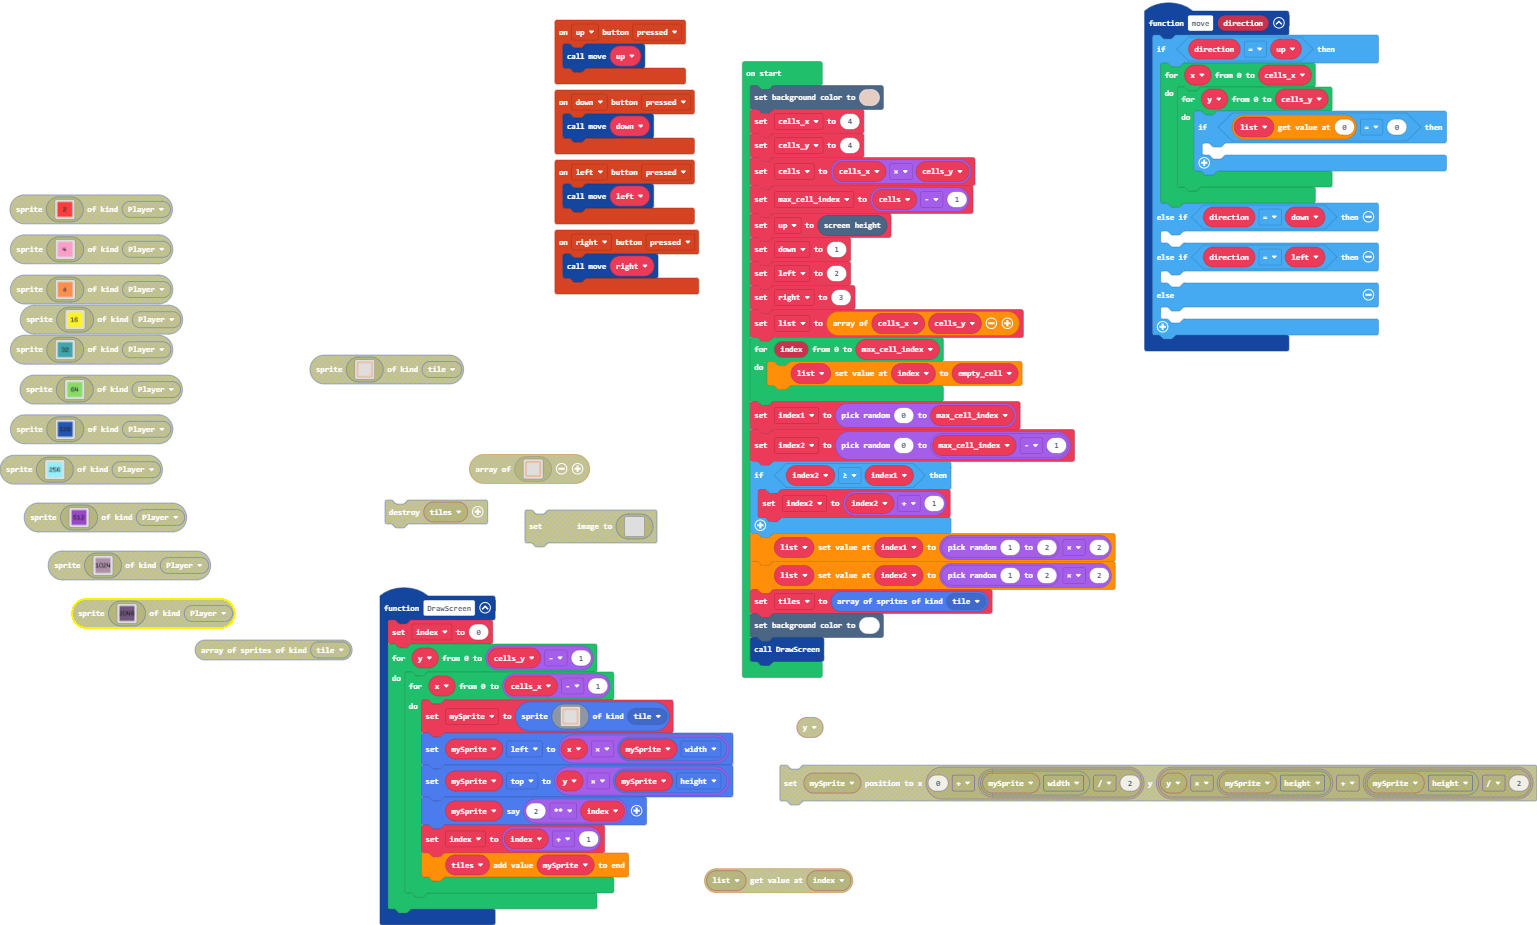 sprite 2 of kind Player
sprite 4 of kind Player
sprite 8 of kind Player
sprite 16 of kind Player
sprite 32 of kind Player
sprite 64 of kind Player
sprite 128 of kind Player
sprite 256 of kind Player
sprite 512 of kind Player
sprite 1024 of kind Player
sprite of kind Player
array of sprites of kind tile
sprite of kind tile
array of
destroy tiles
set image to
on up button pressed
call move up
on down button pressed
call move down
on left button pressed
call move left
on right button pressed
call move right
function DrawScreen
set index to 0
for y from 0 to cells_y - 1
do
for x from 0 to cells_x - 1
do
set mySprite to sprite of kind tile
set mySprite left to x × mySprite width
set mySprite top to y × mySprite height
mySprite say 2 ** index
set index to index + 1
tiles add value mySprite to end
on start
set background color to
set cells_x to 4
set cells_y to 4
set cells to cells_x × cells_y
set max_cell_index to cells - 1
set up to screen height
set down to 1
set left to 2
set right to 3
set list to array of cells_x cells_y
for index from 0 to max_cell_index
do
list set value at index to empty_cell
set index1 to pick random 0 to max_cell_index
set index2 to pick random 0 to max_cell_index - 1
if index2 ≥ index1 then
set index2 to index2 + 1
list set value at index1 to pick random 1 to 2 × 2
list set value at index2 to pick random 1 to 2 × 2
set tiles to array of sprites of kind tile
set background color to
call DrawScreen
y
set mySprite position to x 0 + mySprite width / 2 y y × mySprite height + mySprite height / 2
list get value at index
function move direction
if direction = up then
for x from 0 to cells_x
do
for y from 0 to cells_y
do
if list get value at 0 = 0 then
else if direction = down then
else if direction = left then
else